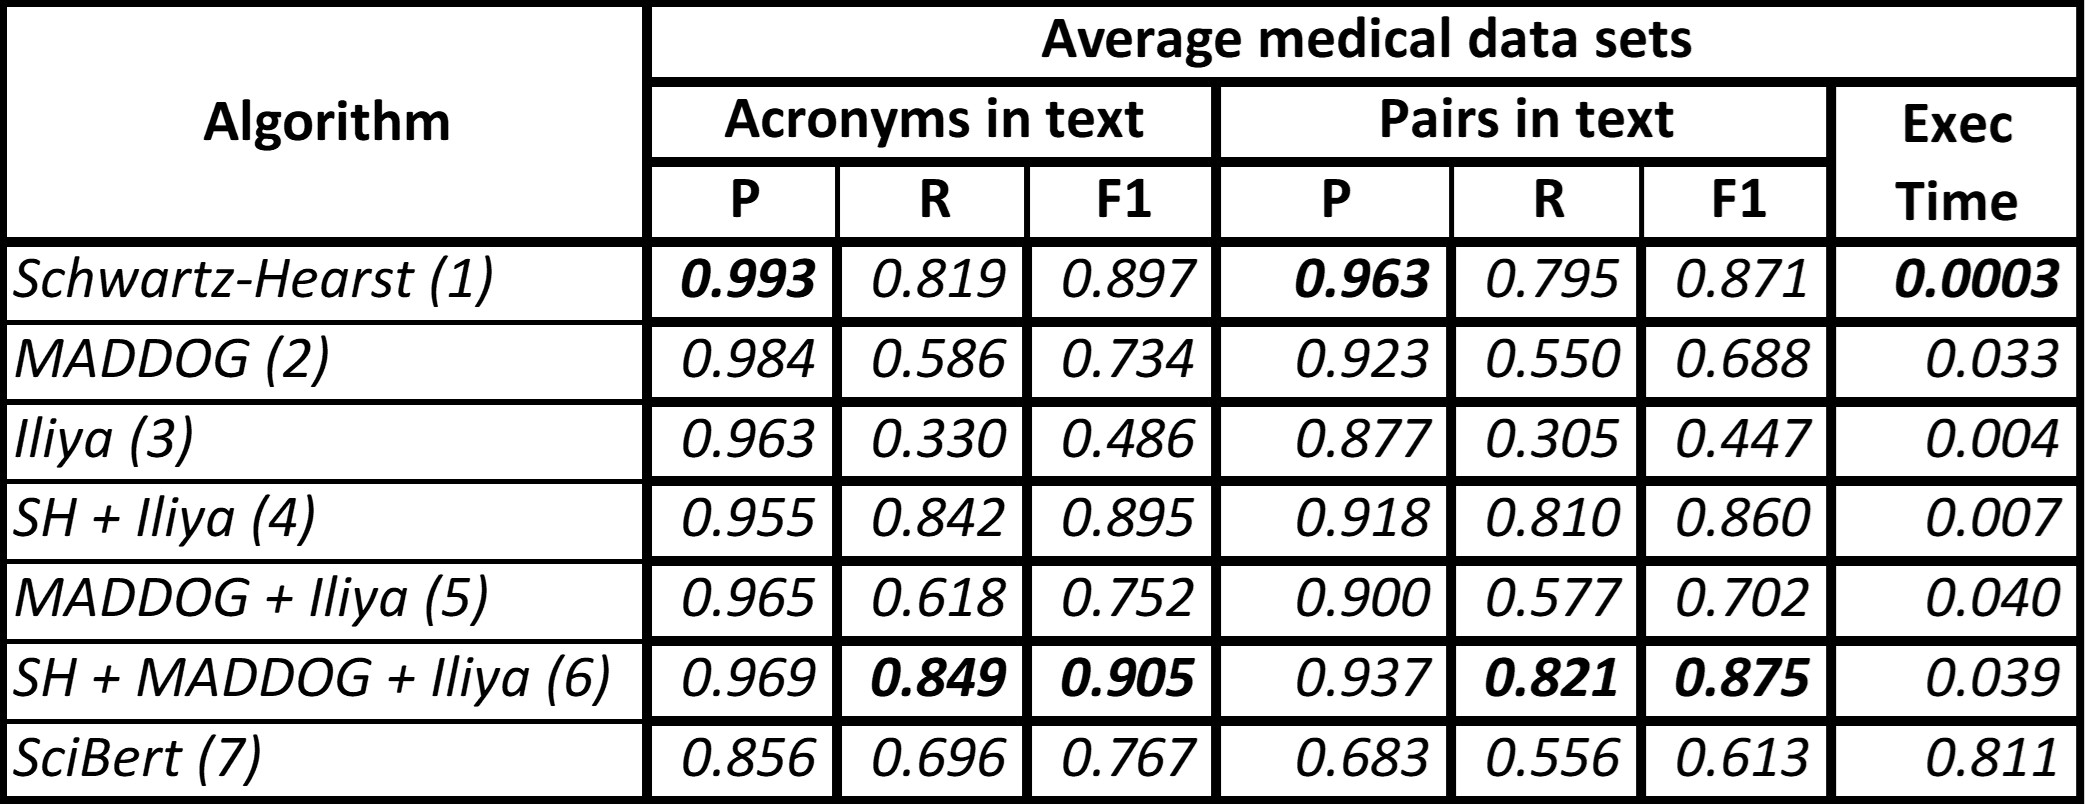 Average medical data sets
Algorithm Acronyms in text Pairs in text Exec Time
P R F1 P R F1
Schwartz-Hearst (1) 0.993 0.819 0.897 0.963 0.795 0.871 0.0003
MADDOG (2) 0.984 0.586 0.734 0.923 0.550 0.688 0.033
Iliya (3) 0.963 0.330 0.486 0.877 0.305 0.447 0.004
SH + Iliya (4) 0.955 0.842 0.895 0.918 0.810 0.860 0.007
MADDOG + Iliya (5) 0.965 0.618 0.752 0.900 0.577 0.702 0.040
SH + MADDOG + Iliya (6) 0.969 0.849 0.905 0.937 0.821 0.875 0.039
SciBert (7) 0.856 0.696 0.767 0.683 0.556 0.613 0.811